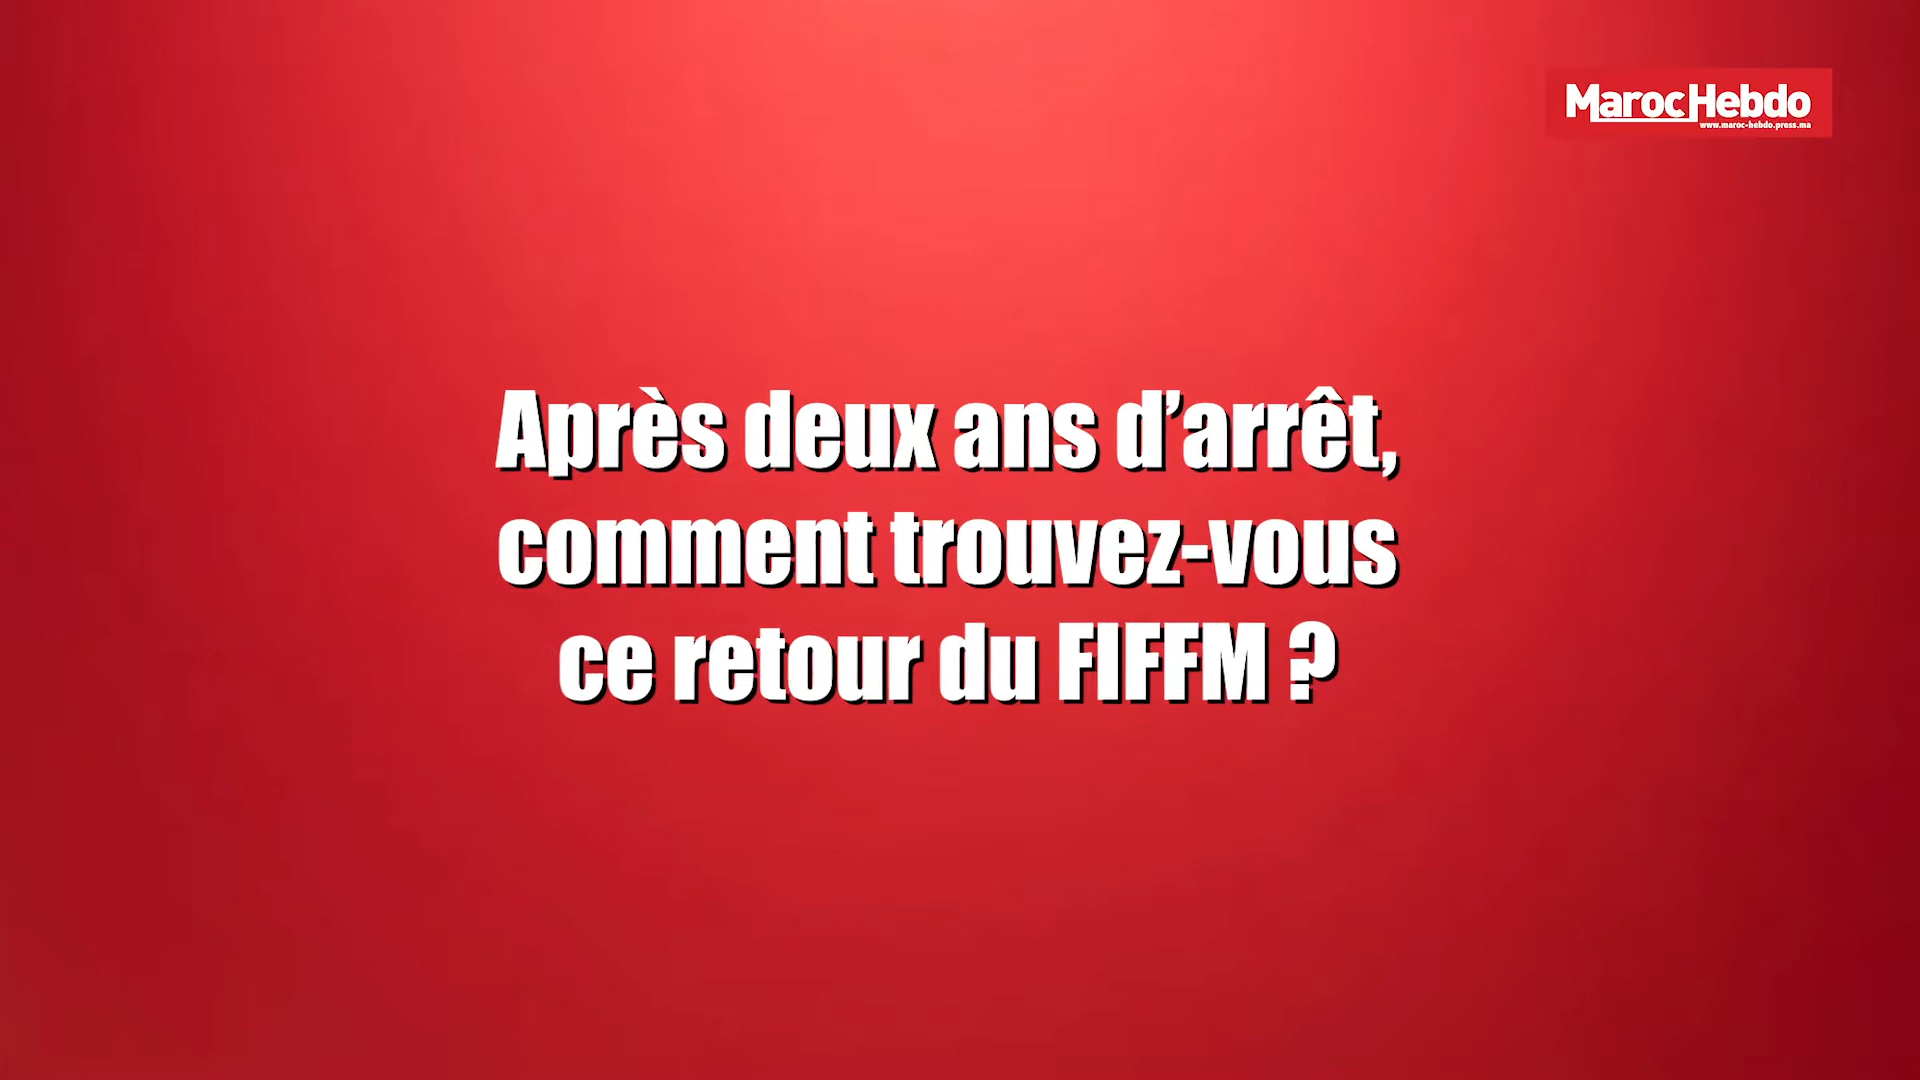 MarocHebdo
www.maroc-hebdo.press.ma
Après deux ans d’arrêt,
comment trouvez-vous
ce retour du FIFFM ?